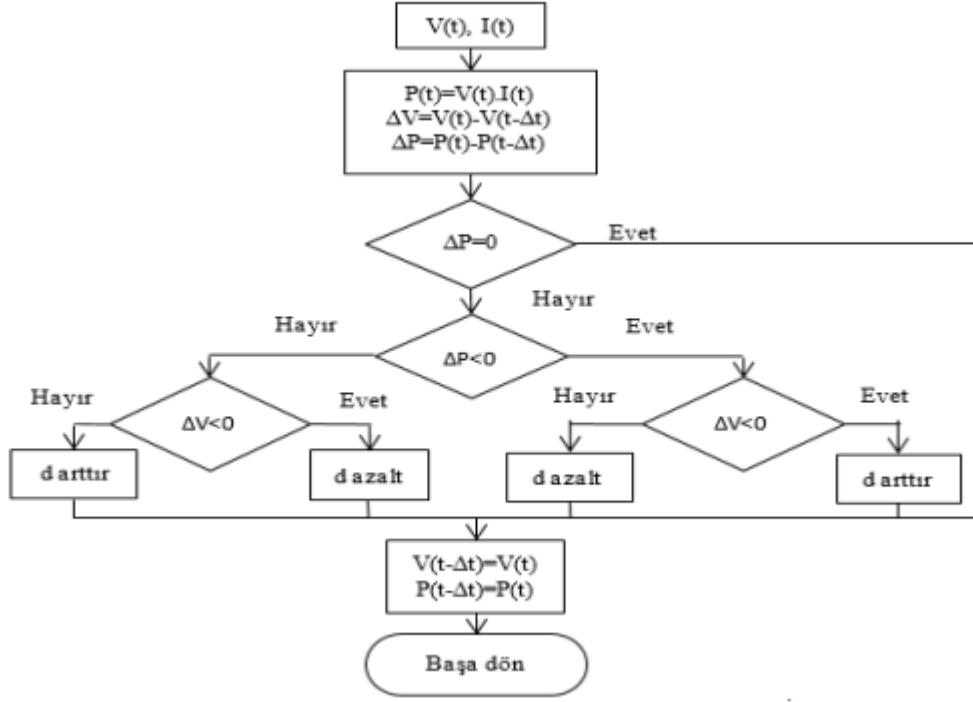 V(t), I(t)
P(t)=V(t).I(t)
ΔV=V(t)-V(t-Δt)
ΔP=P(t)-P(t-Δt)
ΔP=0
Evet
Hayır
Hayır
ΔP<0
Evet
Hayır
ΔV<0
Evet
Hayır
ΔV<0
Evet
d arttır
d azalt
d azalt
d arttır
V(t-Δt)=V(t)
P(t-Δt)=P(t)
Başa dön